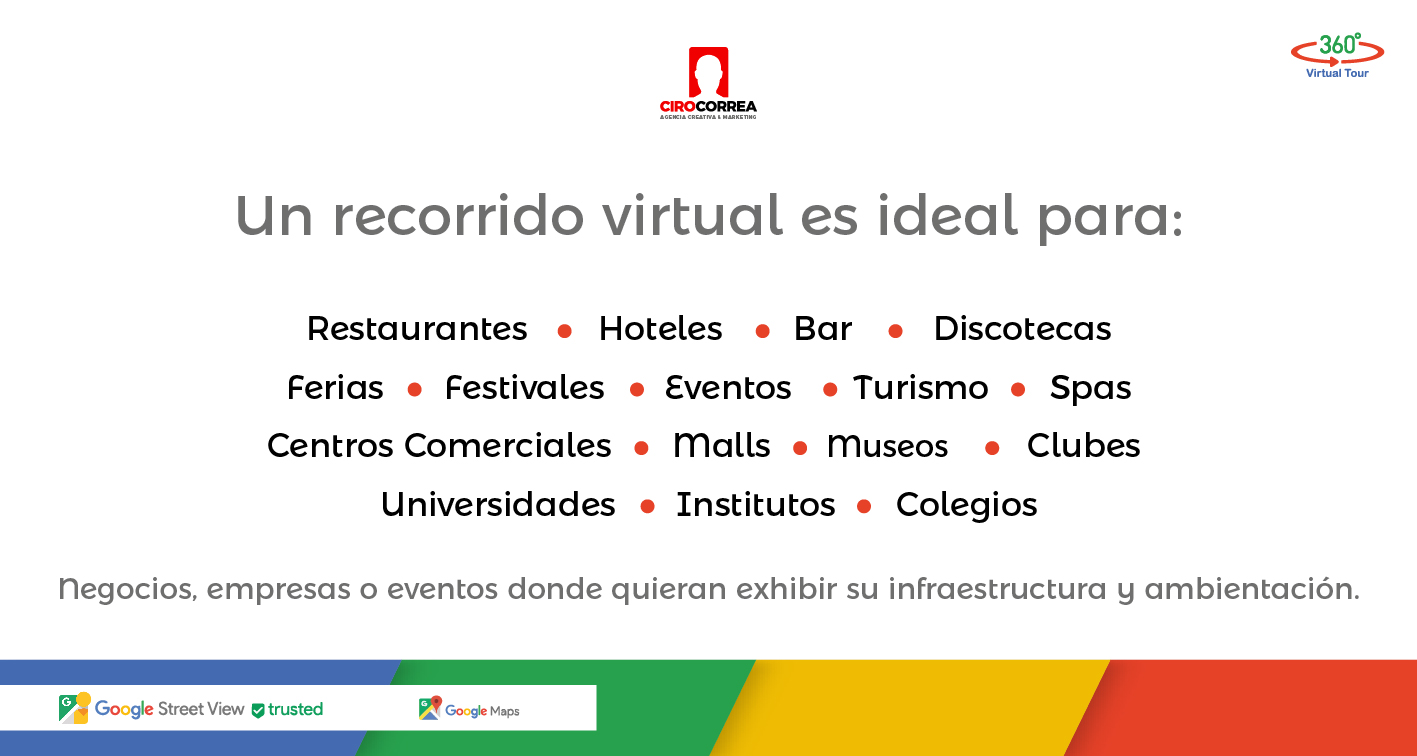 360°
Virtual Tour
CIROCORREA
AGENCIA CREATIVA & MARKETING
Un recorrido virtual es ideal para:
Restaurantes • Hoteles • Bar • Discotecas
Ferias • Festivales • Eventos • Turismo • Spas
Centros Comerciales • Malls • Museos • Clubes
Universidades • Institutos • Colegios
Negocios, empresas o eventos donde quieran exhibir su infraestructura y ambientación.
G Google Street View trusted
G Google Maps